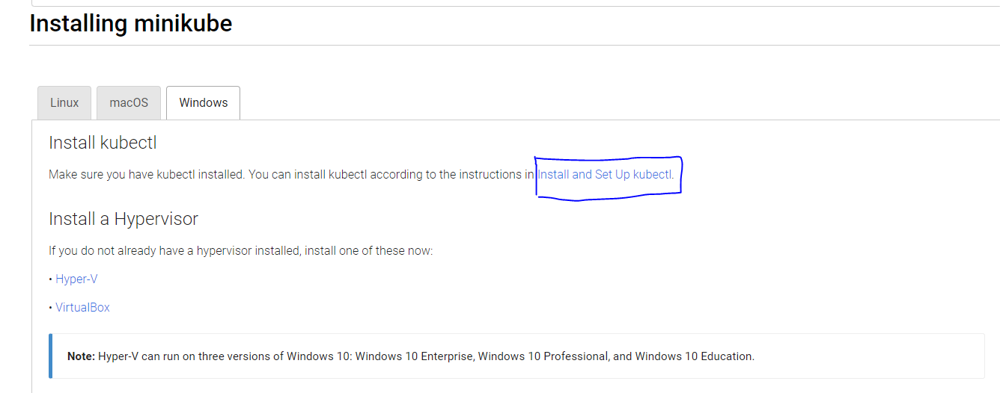 Installing minikube
Linux macOS Windows
Install kubectl
Make sure you have kubectl installed. You can install kubectl according to the instructions in Install and Set Up kubectl.
Install a Hypervisor
If you do not already have a hypervisor installed, install one of these now:
• Hyper-V
• VirtualBox
Note: Hyper-V can run on three versions of Windows 10: Windows 10 Enterprise, Windows 10 Professional, and Windows 10 Education.